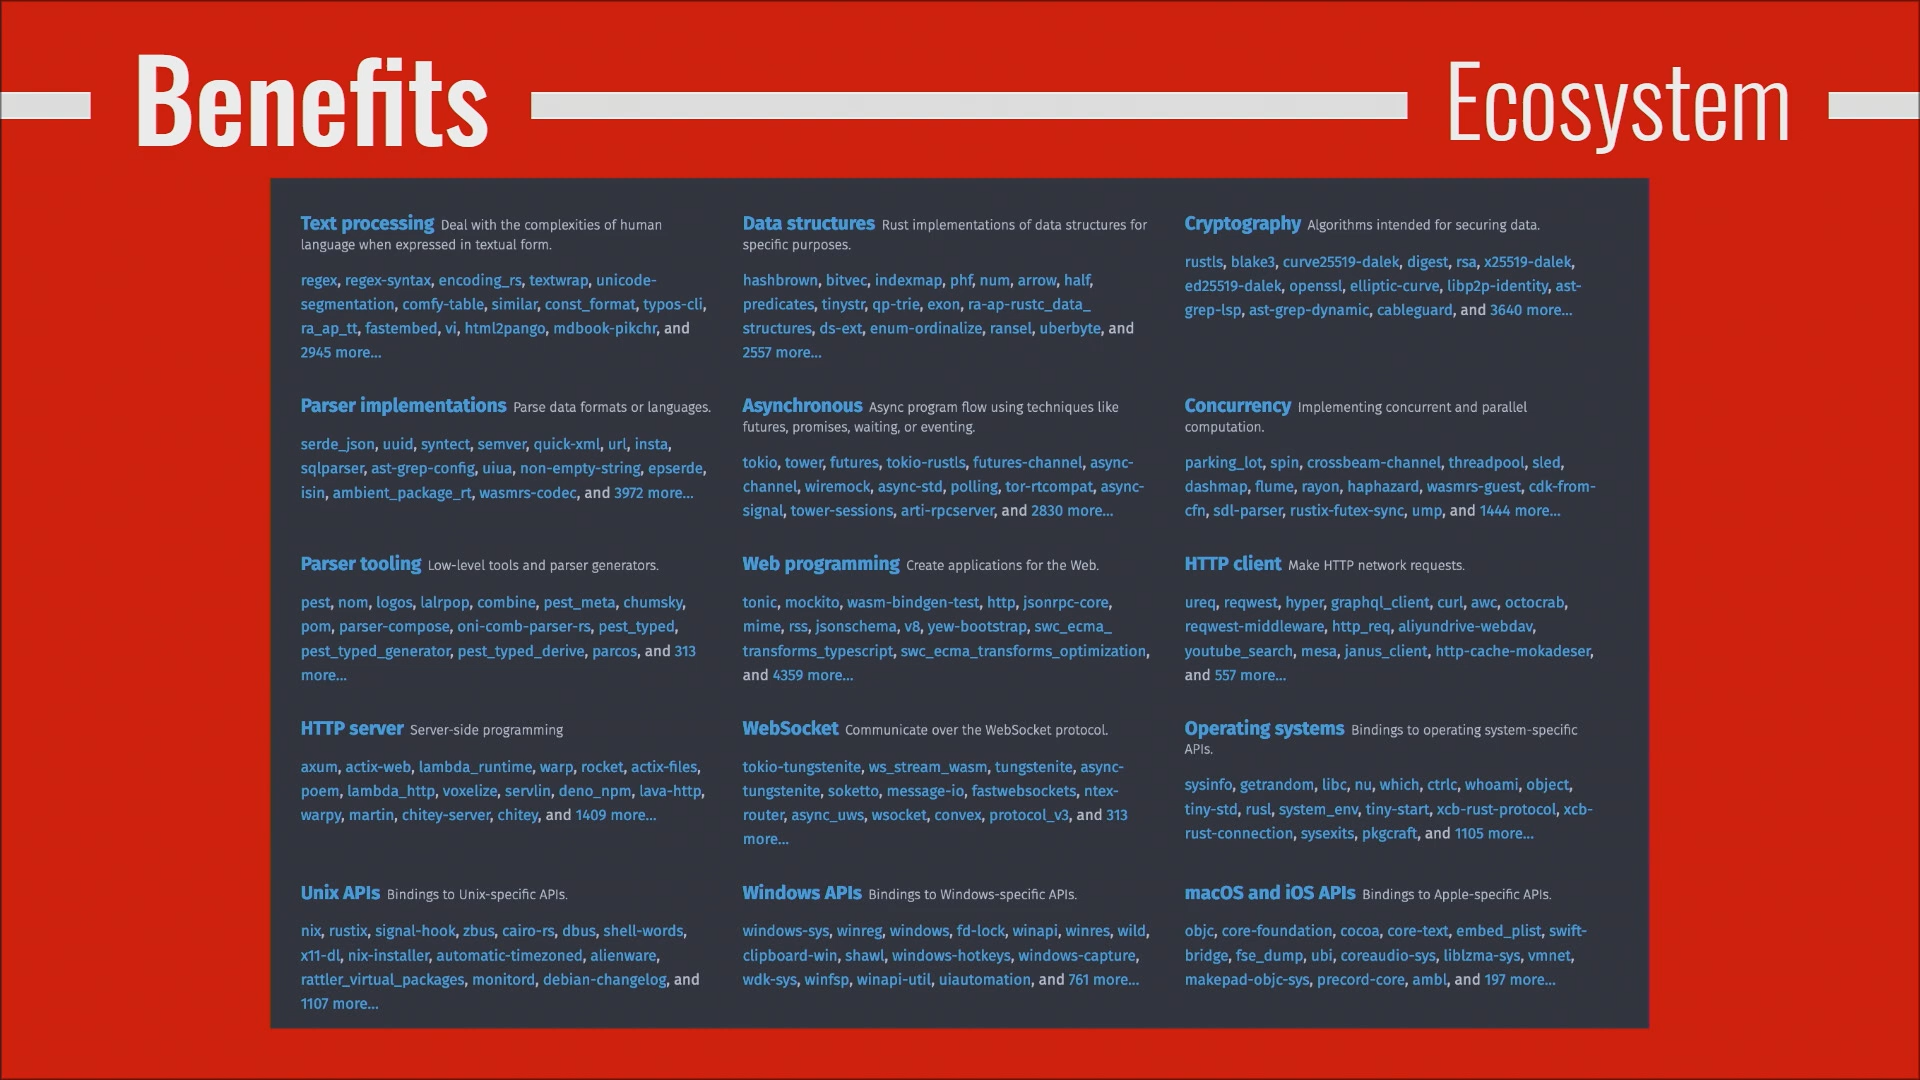 Benefits
Ecosystem
Text processing Deal with the complexities of human
language when expressed in textual form.
regex, regex-syntax, encoding_rs, textwrap, unicode-
segmentation, comfy-table, similar, const_format, typos-cli,
ra_ap_tt, fastembed, vi, html2pango, mdbook-pikchr, and
2945 more...
Data structures Rust implementations of data structures for
specific purposes.
hashbrown, bitvec, indexmap, phf, num, arrow, half,
predicates, tinystr, qp-trie, exon, ra-ap-rustc_data_
structures, ds-ext, enum-ordinalize, ransel, uberbyte, and
2557 more...
Cryptography Algorithms intended for securing data.
rustls, blake3, curve25519-dalek, digest, rsa, x25519-dalek,
ed25519-dalek, openssl, elliptic-curve, libp2p-identity, ast-
grep-lsp, ast-grep-dynamic, cableguard, and 3640 more...
Parser implementations Parse data formats or languages.
serde_json, uuid, syntect, semver, quick-xml, url, insta,
sqlparser, ast-grep-config, uiua, non-empty-string, epserde,
isin, ambient_package_rt, wasmrs-codec, and 3972 more...
Asynchronous Async program flow using techniques like
futures, promises, waiting, or eventing.
tokio, tower, futures, tokio-rustls, futures-channel, async-
channel, wiremock, async-std, polling, tor-rtcompat, async-
signal, tower-sessions, arti-rpcserver, and 2830 more...
Concurrency Implementing concurrent and parallel
computation.
parking_lot, spin, crossbeam-channel, threadpool, sled,
dashmap, flume, rayon, haphazard, wasmrs-guest, cdk-from-
cfn, sdl-parser, rustix-futex-sync, ump, and 1444 more...
Parser tooling Low-level tools and parser generators.
pest, nom, logos, lalrpop, combine, pest_meta, chumsky,
pom, parser-compose, oni-comb-parser-rs, pest_typed,
pest_typed_generator, pest_typed_derive, parcos, and 313
more...
Web programming Create applications for the Web.
tonic, mockito, wasm-bindgen-test, http, jsonrpc-core,
mime, rss, jsonschema, v8, yew-bootstrap, swc_ecma_
transforms_typescript, swc_ecma_transforms_optimization,
and 4359 more...
HTTP client Make HTTP network requests.
ureq, reqwest, hyper, graphql_client, curl, awc, octocrab,
reqwest-middleware, http_req, aliyundrive-webdav,
youtube_search, mesa, janus_client, http-cache-mokadeser,
and 557 more...
HTTP server Server-side programming
axum, actix-web, lambda_runtime, warp, rocket, actix-files,
poem, lambda_http, voxelize, servlin, deno_npm, lava-http,
warpy, martin, chitey-server, chitey, and 1409 more...
WebSocket Communicate over the WebSocket protocol.
tokio-tungstenite, ws_stream_wasm, tungstenite, async-
tungstenite, soketto, message-io, fastwebsockets, ntex-
router, async_uws, wsocket, convex, protocol_v3, and 313
more...
Operating systems Bindings to operating system-specific
APIs.
sysinfo, getrandom, libc, nu, which, ctrlc, whoami, object,
tiny-std, rusl, system_env, tiny-start, xcb-rust-protocol, xcb-
rust-connection, sysexits, pkgcraft, and 1105 more...
Unix APIs Bindings to Unix-specific APIs.
nix, rustix, signal-hook, zbus, cairo-rs, dbus, shell-words,
x11-dl, nix-installer, automatic-timezoned, alienware,
rattler_virtual_packages, monitord, debian-changelog, and
1107 more...
Windows APIs Bindings to Windows-specific APIs.
windows-sys, winreg, windows, fd-lock, winapi, winres, wild,
clipboard-win, shawl, windows-hotkeys, windows-capture,
wdk-sys, winfsp, winapi-util, uiautomation, and 761 more...
macOS and iOS APIs Bindings to Apple-specific APIs.
objc, core-foundation, cocoa, core-text, embed_plist, swift-
bridge, fse_dump, ubi, coreaudio-sys, liblzma-sys, vmnet,
makepad-objc-sys, precord-core, ambl, and 197 more...